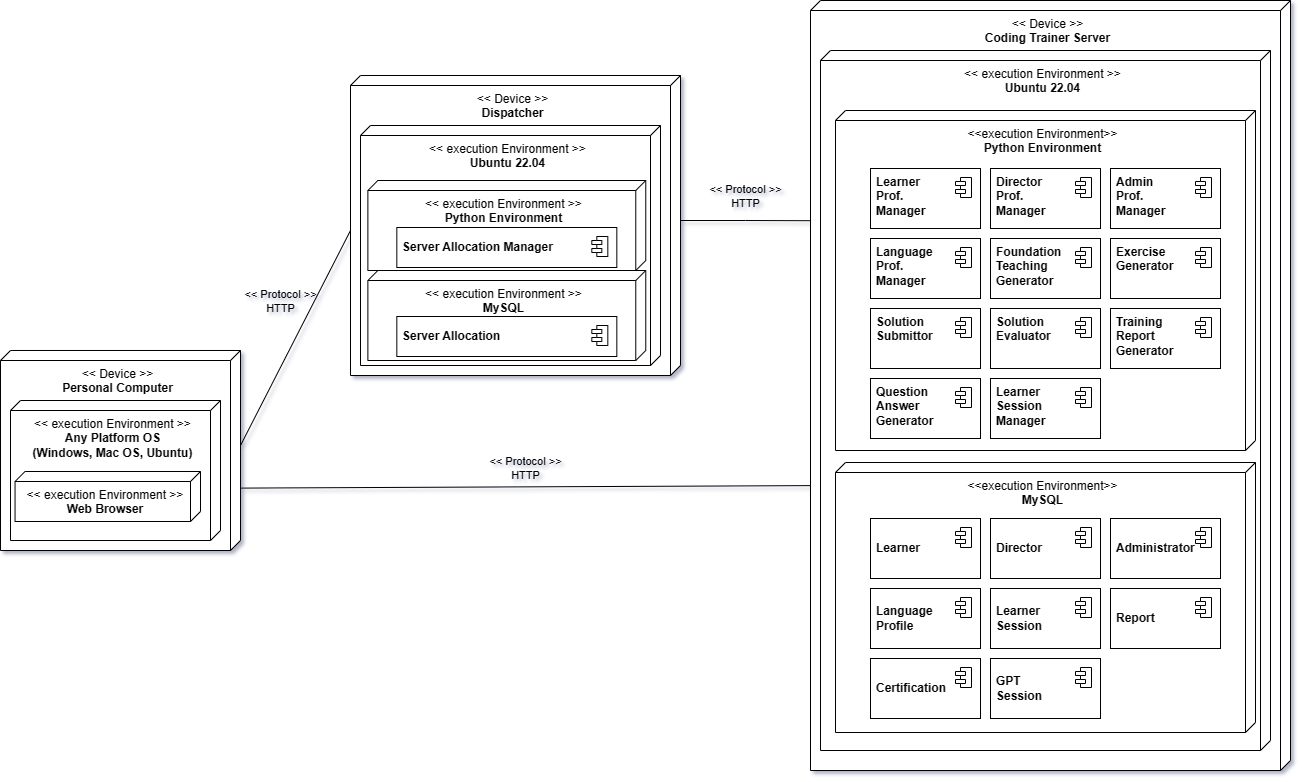 << Device >>
Coding Trainer Server
<< execution Environment >>
Ubuntu 22.04
<<execution Environment>>
Python Environment
Learner
Prof.
Manager
Director
Prof.
Manager
Admin
Prof.
Manager
Language
Prof.
Manager
Foundation
Teaching
Generator
Exercise
Generator
Solution
Submittor
Solution
Evaluator
Training
Report
Generator
Question
Answer
Generator
Learner
Session
Manager
<<execution Environment>>
MySQL
Learner
Director
Administrator
Language
Profile
Learner
Session
Report
Certification
GPT
Session
<< Device >>
Dispatcher
<< execution Environment >>
Ubuntu 22.04
<< execution Environment >>
Python Environment
Server Allocation Manager
<< execution Environment >>
MySQL
Server Allocation
<< Protocol >>
HTTP
<< Protocol >>
HTTP
<< Device >>
Personal Computer
<< execution Environment >>
Any Platform OS
(Windows, Mac OS, Ubuntu)
<< execution Environment >>
Web Browser
<< Protocol >>
HTTP